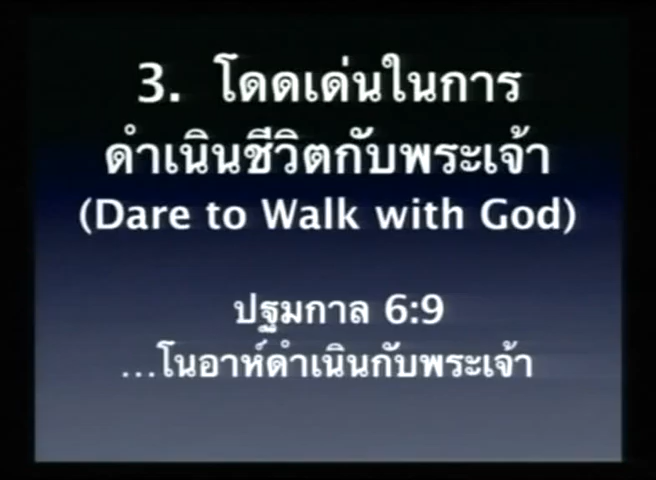 3. โดดเด่นในการ
ดำเนินชีวิตกับพระเจ้า
(Dare to Walk with God)
ปฐมกาล 6:9
...โนอาห์ดำเนินกับพระเจ้า